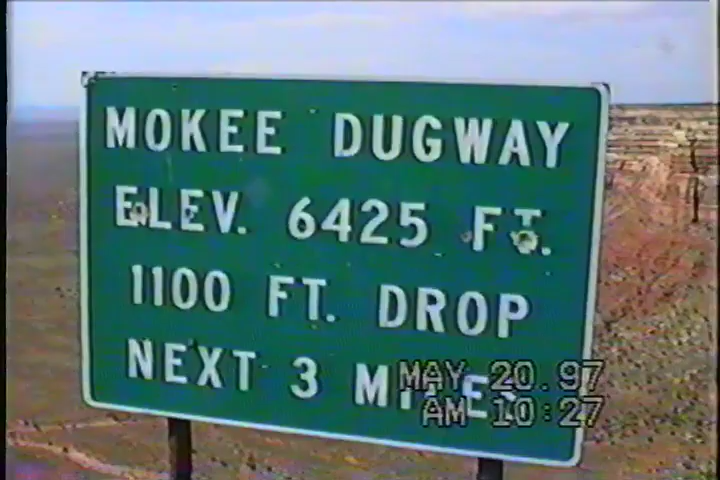 MOKEE DUGWAY
ELEV. 6425 FT.
1100 FT. DROP
NEXT 3 MILES
MAY 20.97
AM 10:27